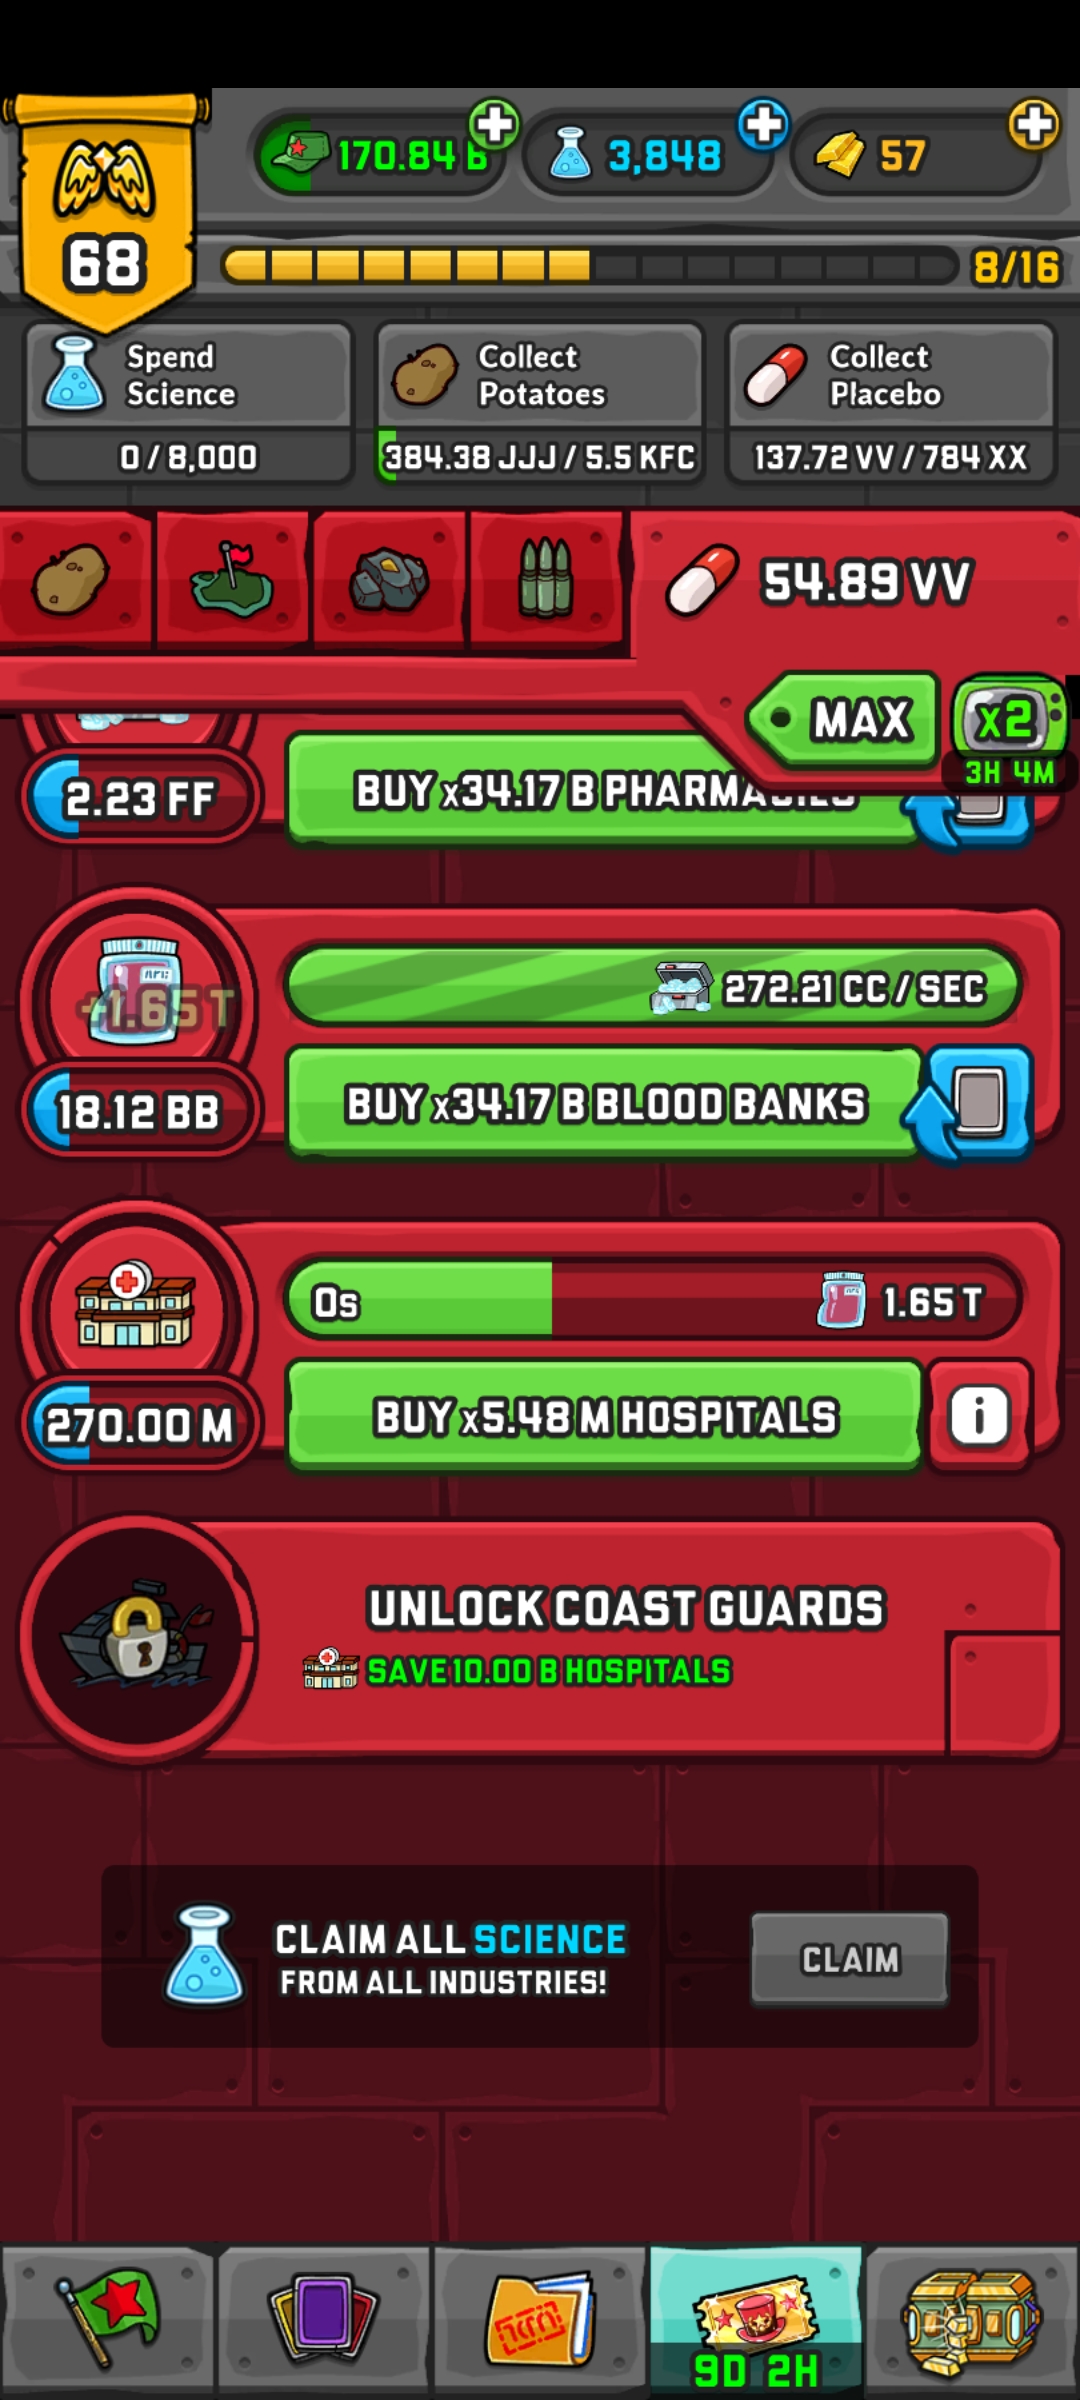 170.84 B
3,848
57
68
8/16
Spend
Science
0 / 8,000
Collect
Potatoes
384.38 JJJ / 5.5 KFC
Collect
Placebo
137.72 VV / 784 XX
54.89 VV
MAX
x2
3H 4M
2.23 FF
BUY x34.17 B PHARMACIES
272.21 CC / SEC
+1.65 T
18.12 BB
BUY x34.17 B BLOOD BANKS
0s
1.65 T
270.00 M
BUY x5.48 M HOSPITALS
i
UNLOCK COAST GUARDS
SAVE 10.00 B HOSPITALS
CLAIM ALL SCIENCE
FROM ALL INDUSTRIES!
CLAIM
9D 2H